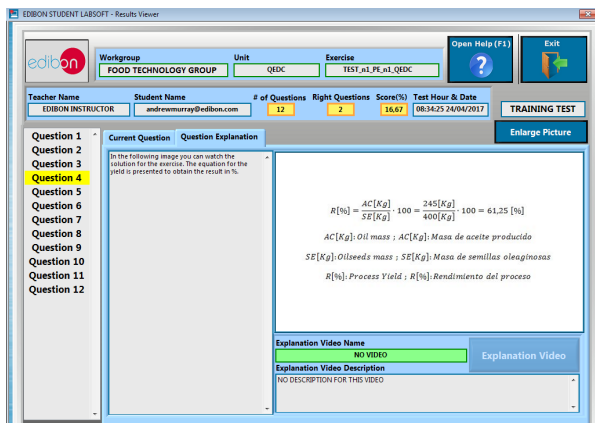 EDIBON STUDENT LABSOFT - Results Viewer
edibon
Workgroup
FOOD TECHNOLOGY GROUP
Unit
QEDC
Exercise
TEST_n1_PE_n1_QEDC
Open Help (F1)
Exit
Teacher Name
EDIBON INSTRUCTOR
Student Name
andrewmurray@edibon.com
# of Questions
12
Right Questions
2
Score(%)
16,67
Test Hour & Date
08:34:25 24/04/2017
TRAINING TEST
Enlarge Picture
Question 1
Question 2
Question 3
Question 4
Question 5
Question 6
Question 7
Question 8
Question 9
Question 10
Question 11
Question 12
Current Question
Question Explanation
In the following image you can watch the
solution for the exercise. The equation for the
yield is presented to obtain the result in %.
R[%] = AC[Kg] / SE[Kg] · 100 = 245[Kg] / 400[Kg] · 100 = 61,25 [%]
AC[Kg]: Oil mass ; AC[Kg]: Masa de aceite producido
SE[Kg]: Oilseeds mass ; SE[Kg]: Masa de semillas oleaginosas
R[%]: Process Yield ; R[%]: Rendimiento del proceso
Explanation Video Name
NO VIDEO
Explanation Video
Explanation Video Description
NO DESCRIPTION FOR THIS VIDEO